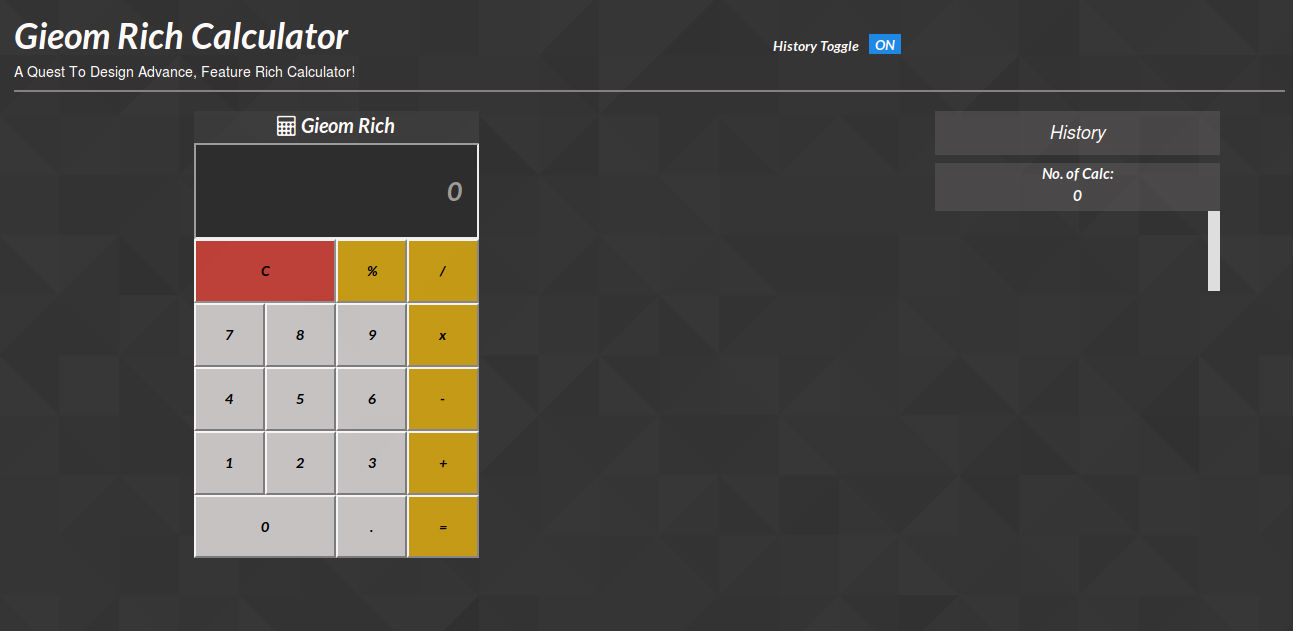 Gieom Rich Calculator
History Toggle ON
A Quest To Design Advance, Feature Rich Calculator!
Gieom Rich
0
C % /
7 8 9 x
4 5 6 -
1 2 3 +
0 . =
History
No. of Calc:
0